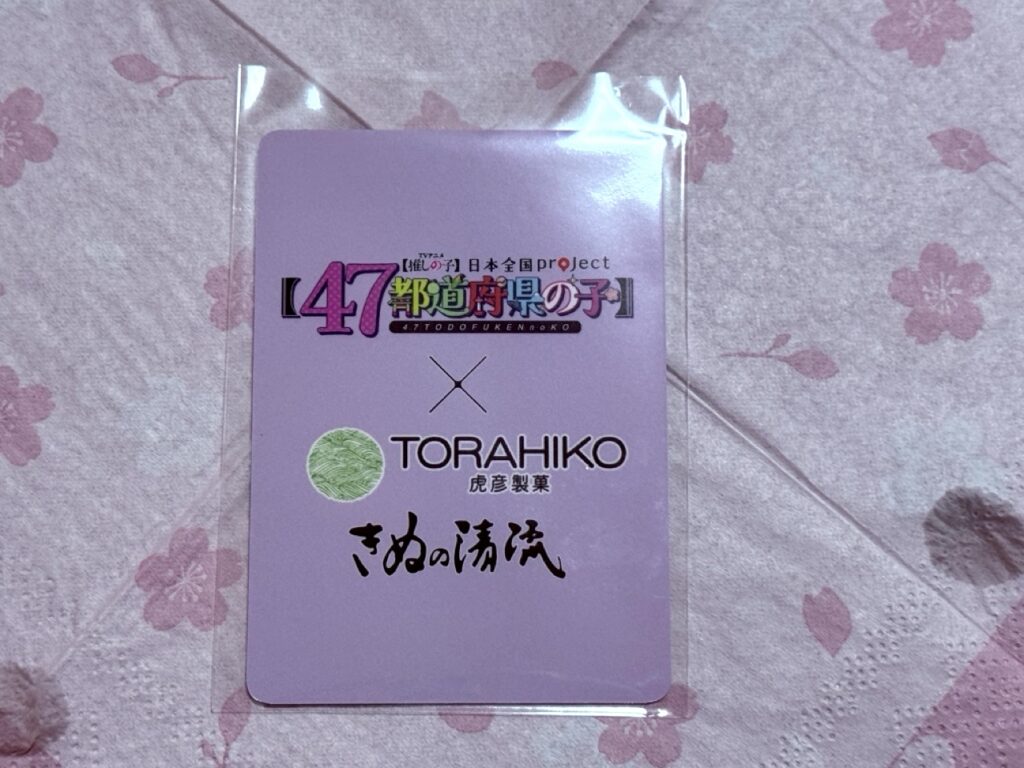 TVアニメ
【推しの子】日本全国project
【47都道府県の子】
47TODOFUKENnoKO
×
TORAHIKO
虎彦製菓
きぬの清流